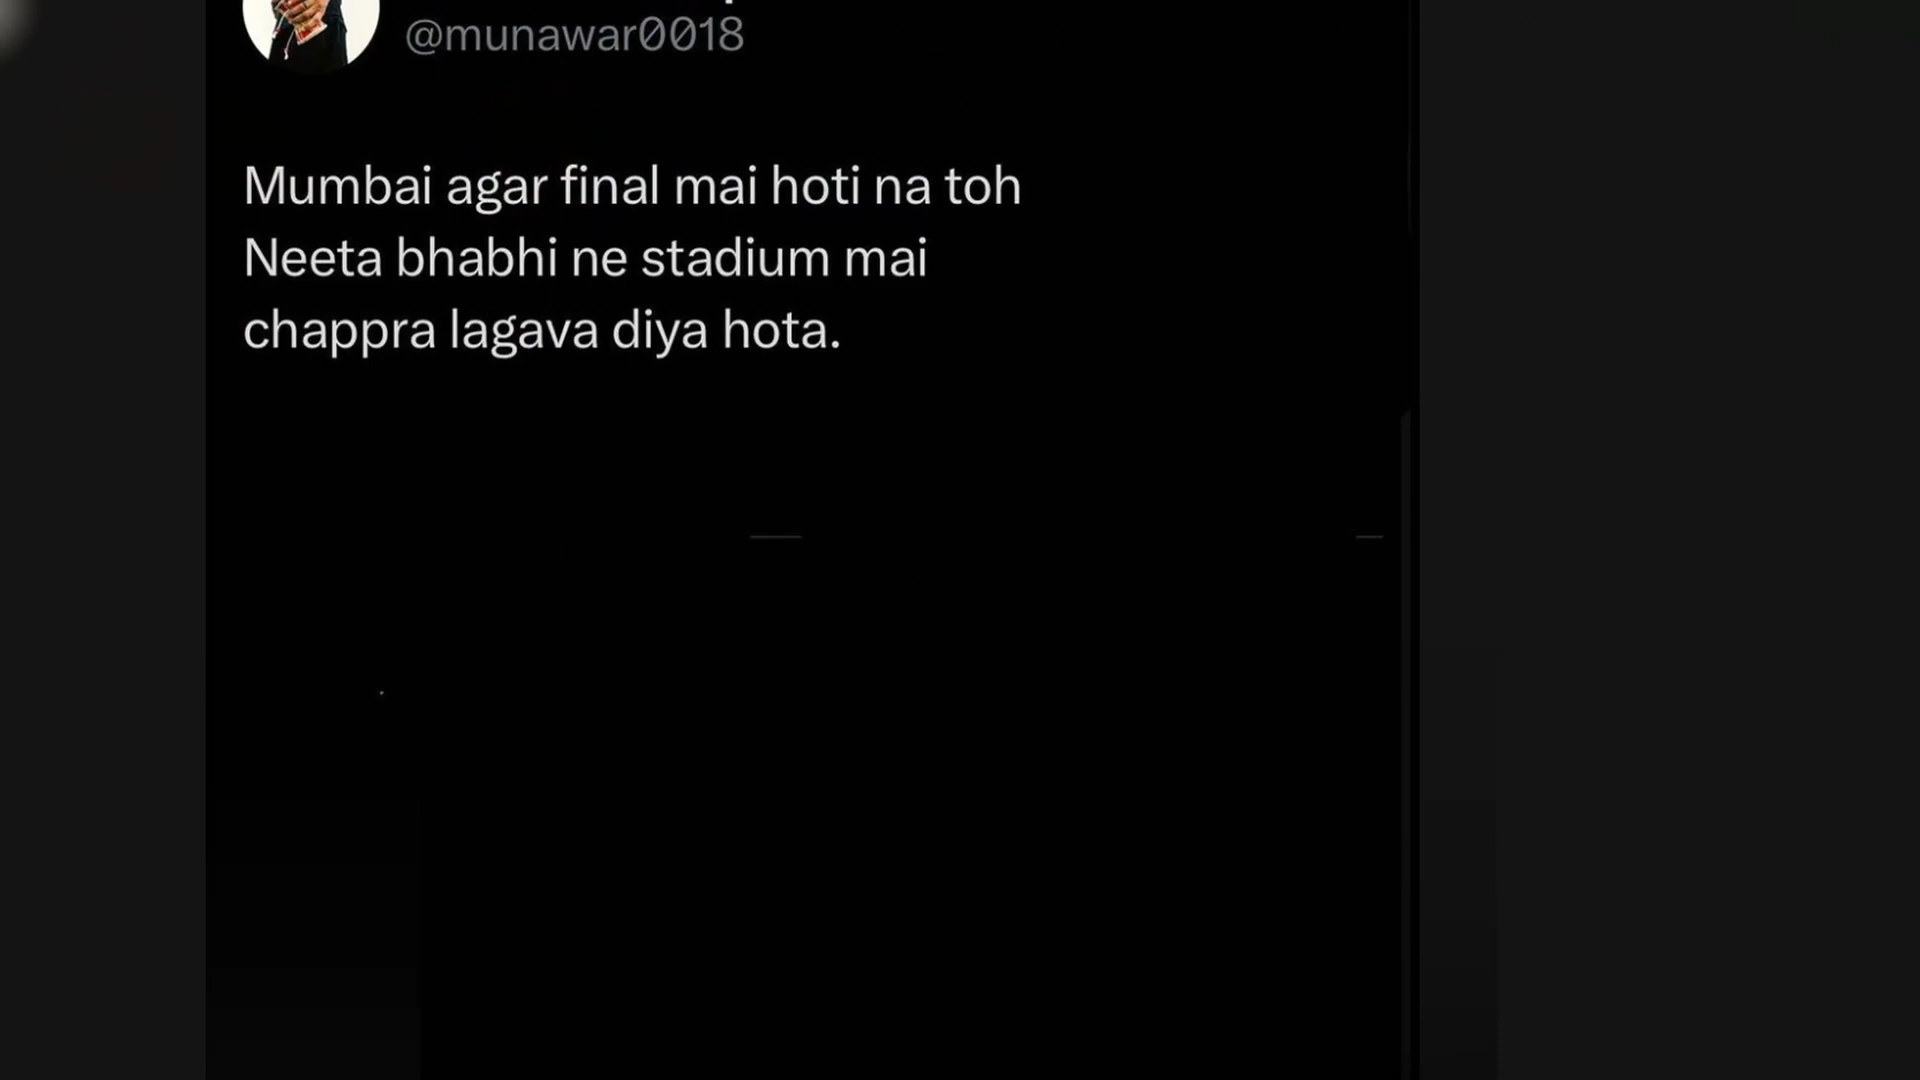 @munawar0018
Mumbai agar final mai hoti na toh
Neeta bhabhi ne stadium mai
chappra lagava diya hota.